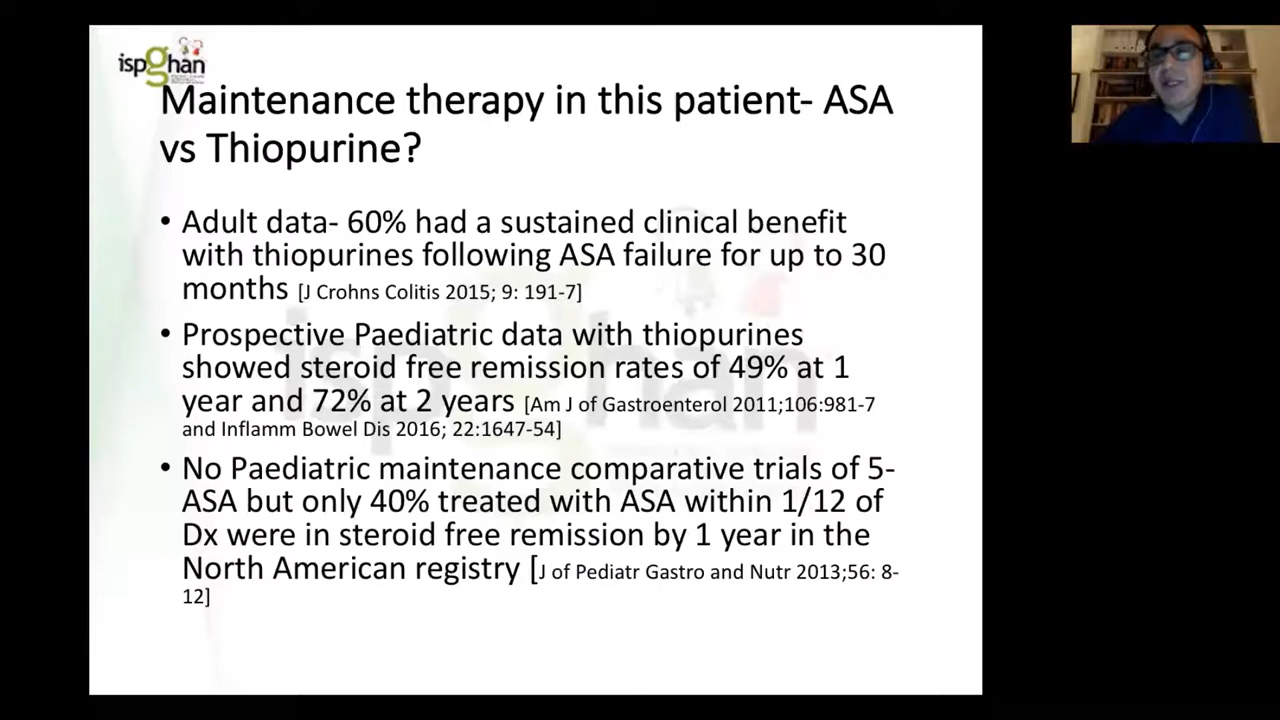 ispghan
Maintenance therapy in this patient- ASA
vs Thiopurine?
• Adult data- 60% had a sustained clinical benefit
with thiopurines following ASA failure for up to 30
months [J Crohns Colitis 2015; 9: 191-7]
• Prospective Paediatric data with thiopurines
showed steroid free remission rates of 49% at 1
year and 72% at 2 years [Am J of Gastroenterol 2011;106:981-7
and Inflamm Bowel Dis 2016; 22:1647-54]
• No Paediatric maintenance comparative trials of 5-
ASA but only 40% treated with ASA within 1/12 of
Dx were in steroid free remission by 1 year in the
North American registry [J of Pediatr Gastro and Nutr 2013;56: 8-
12]